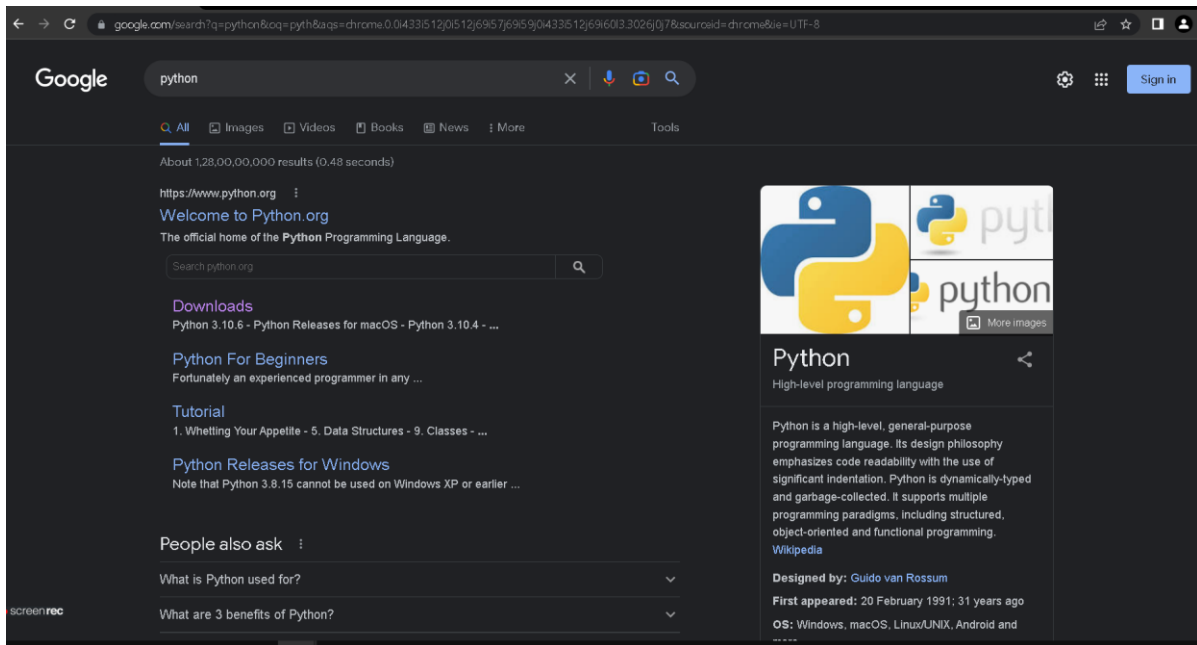 google.com/search?q=python&oq=pyth&aqs=chrome.0.0i433i512j0i512j69i57j69i59j0i433i512j69i60l3.3026j0j7&sourceid=chrome&ie=UTF-8
Google
python
Sign in
All Images Videos Books News More Tools
About 1,28,00,00,000 results (0.48 seconds)
https://www.python.org
Welcome to Python.org
The official home of the Python Programming Language.
Search python.org
Downloads
Python 3.10.6 - Python Releases for macOS - Python 3.10.4 - ...
Python For Beginners
Fortunately an experienced programmer in any ...
Tutorial
1. Whetting Your Appetite - 5. Data Structures - 9. Classes - ...
Python Releases for Windows
Note that Python 3.8.15 cannot be used on Windows XP or earlier ...
People also ask
What is Python used for?
What are 3 benefits of Python?
screenrec
pyt
python
More images
Python
High-level programming language
Python is a high-level, general-purpose
programming language. Its design philosophy
emphasizes code readability with the use of
significant indentation. Python is dynamically-typed
and garbage-collected. It supports multiple
programming paradigms, including structured,
object-oriented and functional programming.
Wikipedia
Designed by: Guido van Rossum
First appeared: 20 February 1991; 31 years ago
OS: Windows, macOS, Linux/UNIX, Android and